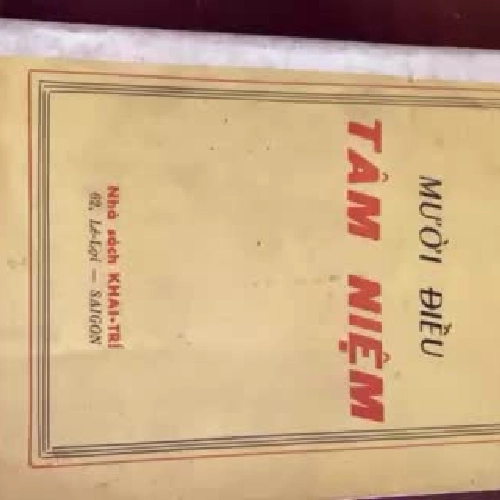 MƯỜI ĐIỀU
TÂM NIỆM
Nhà sách KHAI-TRÍ
62, Lê-Lợi — SAIGON